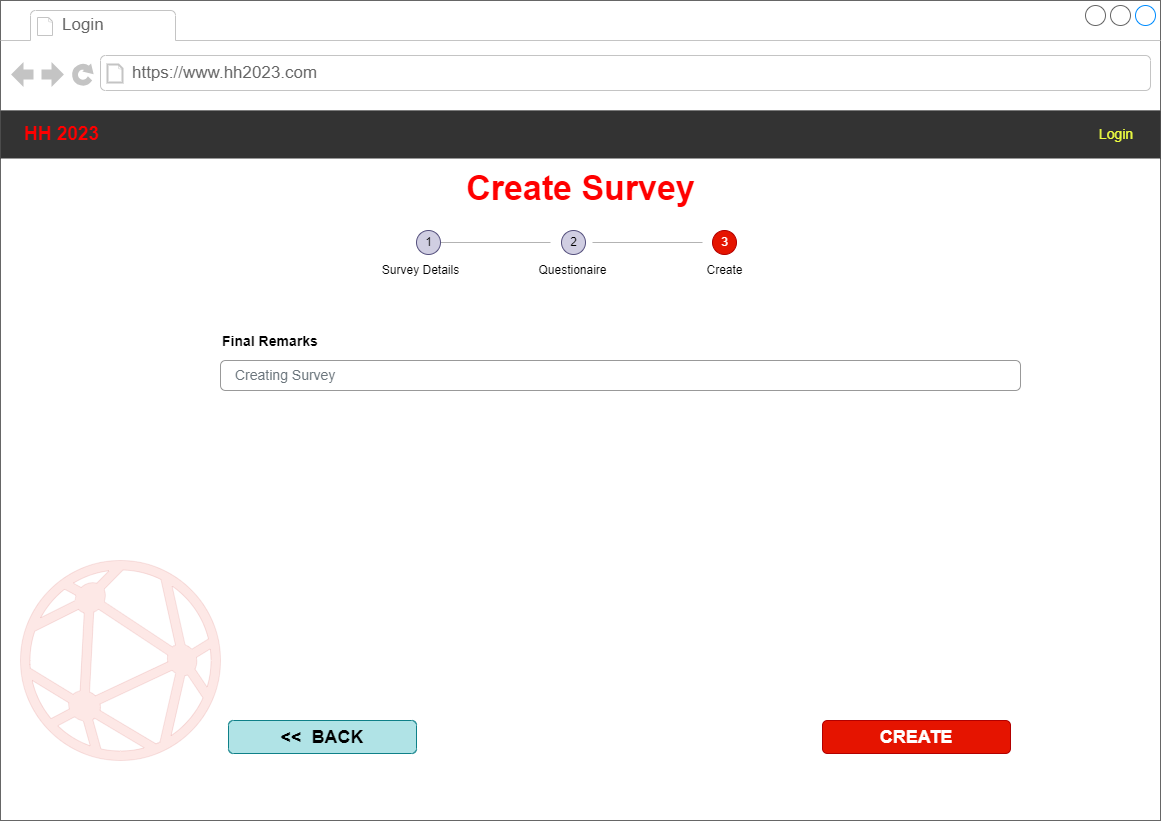 Login
https://www.hh2023.com
HH 2023
Login
Create Survey
1
2
3
Survey Details
Questionaire
Create
Final Remarks
Creating Survey
<< BACK
CREATE